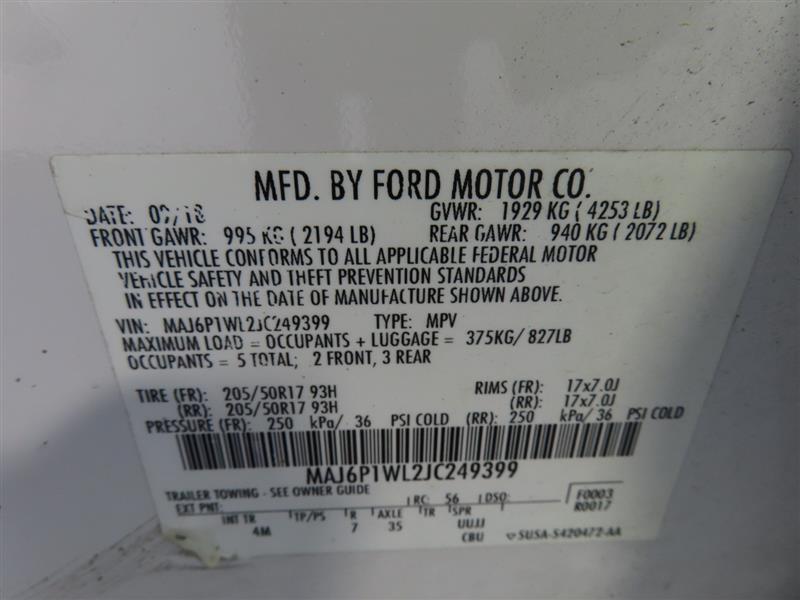 MFD. BY FORD MOTOR CO.
DATE: 09/18 GVWR: 1929 KG ( 4253 LB)
FRONT GAWR: 995 KG ( 2194 LB) REAR GAWR: 940 KG ( 2072 LB)
THIS VEHICLE CONFORMS TO ALL APPLICABLE FEDERAL MOTOR
VEHICLE SAFETY AND THEFT PREVENTION STANDARDS
IN EFFECT ON THE DATE OF MANUFACTURE SHOWN ABOVE.
VIN: MAJ6P1WL2JC249399 TYPE: MPV
MAXIMUM LOAD = OCCUPANTS + LUGGAGE = 375KG/ 827LB
OCCUPANTS = 5 TOTAL; 2 FRONT, 3 REAR
TIRE (FR): 205/50R17 93H RIMS (FR): 17x7.0J
(RR): 205/50R17 93H (RR): 17x7.0J
PRESSURE (FR): 250 kPa/ 36 PSI COLD (RR): 250 kPa/ 36 PSI COLD
MAJ6P1WL2JC249399
TRAILER TOWING - SEE OWNER GUIDE
EXT PNT: RC: 56 DSO: F0003
R0017
INT TR TP/PS R AXLE TR SPR
4M 7 35 UUJJ
CBU SUSA-S420472-AA